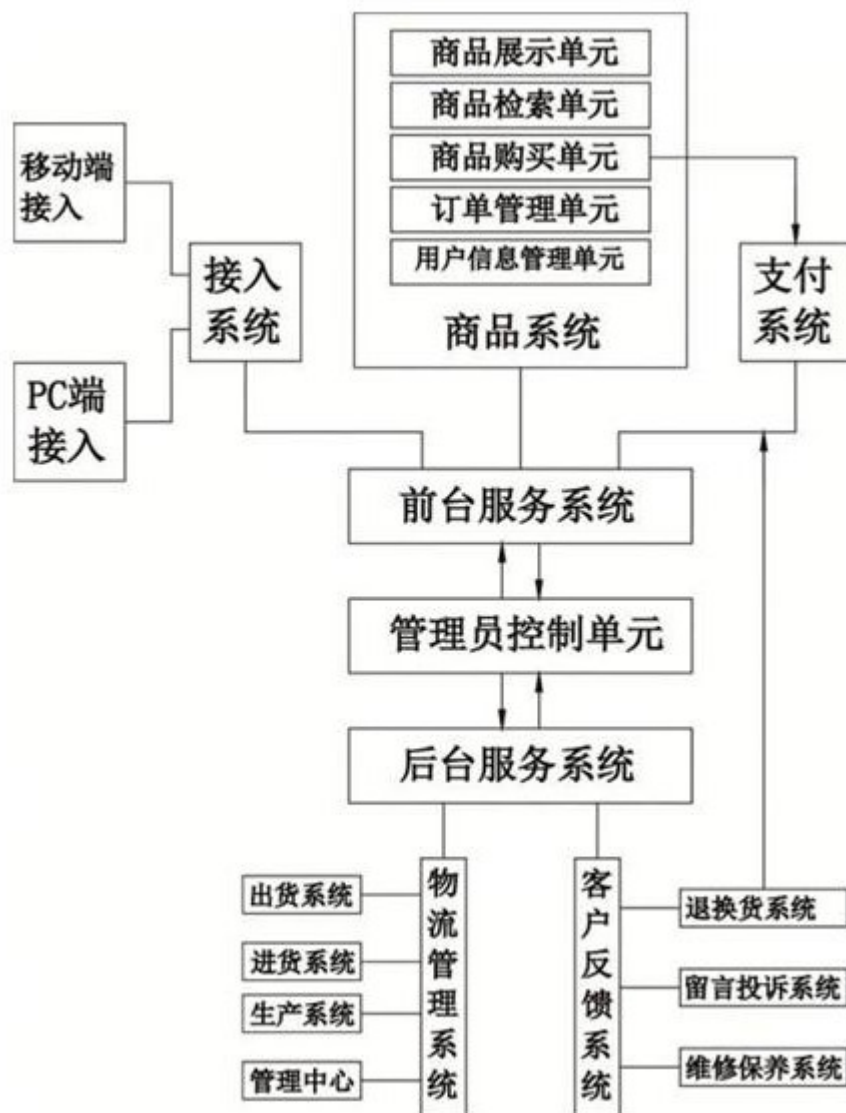 商品展示单元
商品检索单元
商品购买单元
订单管理单元
用户信息管理单元
商品系统
移动端
接入
接入
系统
PC端
接入
支付
系统
前台服务系统
管理员控制单元
后台服务系统
物流管理系统
出货系统
进货系统
生产系统
管理中心
客户反馈系统
退换货系统
留言投诉系统
维修保养系统